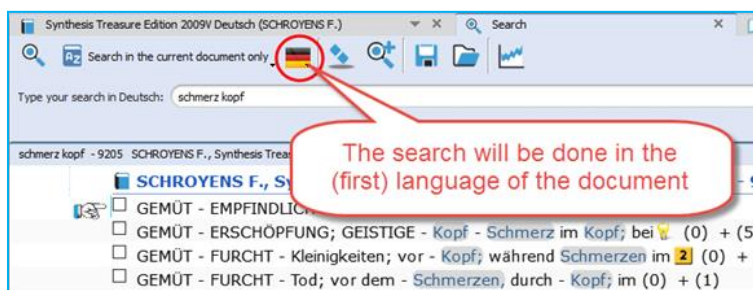 Synthesis Treasure Edition 2009V Deutsch (SCHROYENS F.) Search
AZ Search in the current document only
Type your search in Deutsch: schmerz kopf
schmerz kopf - 9205 SCHROYENS F., Synthesis Treas
The search will be done in the
(first) language of the document
SCHROYENS F., Sy
GEMÜT - EMPFINDLICH
GEMÜT - ERSCHÖPFUNG; GEISTIGE - Kopf - Schmerz im Kopf; bei (0) + (5
GEMÜT - FURCHT - Kleinigkeiten; vor - Kopf; während Schmerzen im 2 (0) +
GEMÜT - FURCHT - Tod; vor dem - Schmerzen, durch - Kopf; im (0) + (1)